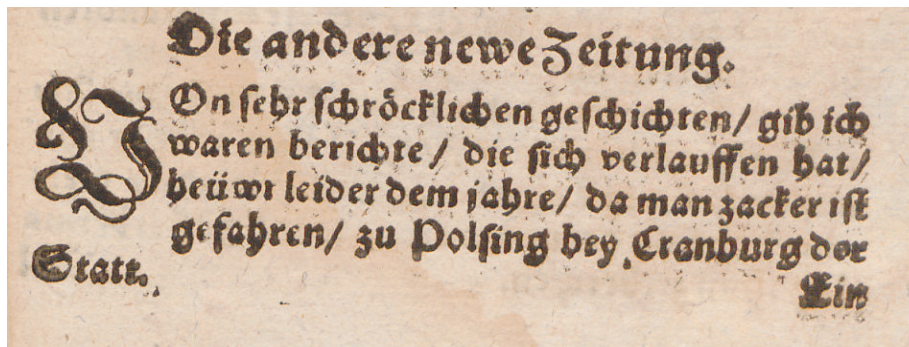 Die andere newe Zeitung.
VOn sehr schröcklichen geschichten/ gib ich
waren berichte/ die sich verlauffen hat/
heüwr leider dem jahre/ da man zacker ist
gefahren/ zu Polsing bey Cranburg der
Statt.
Ein